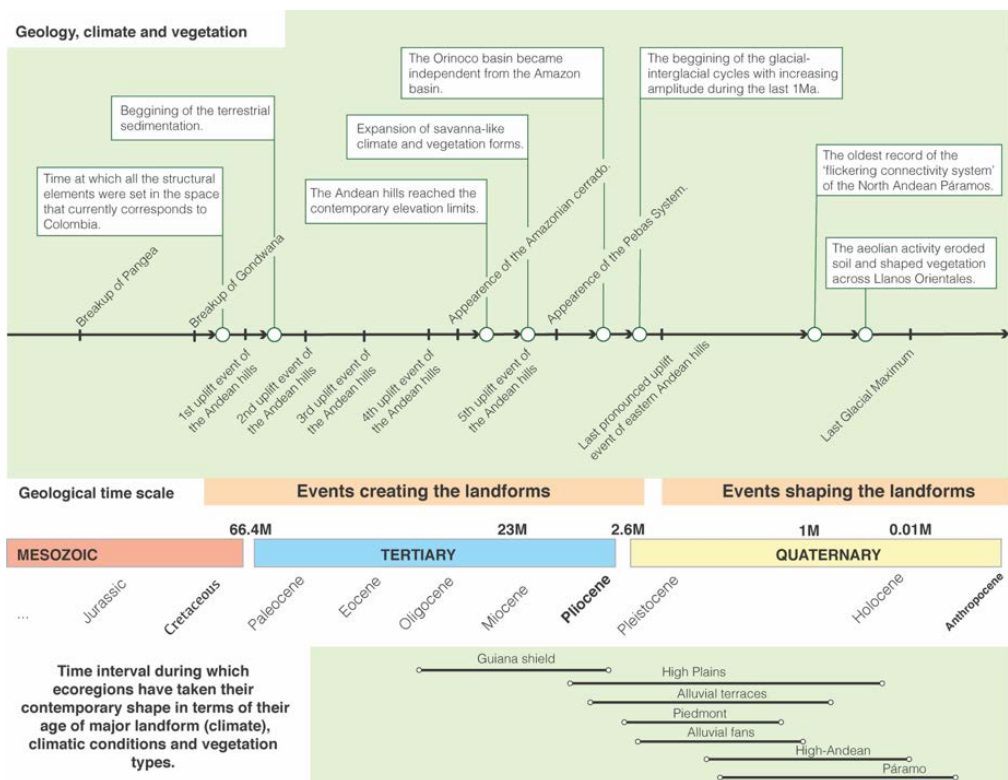 Geology, climate and vegetation
The Orinoco basin became
independent from the Amazon
basin.
The beggining of the glacial-
interglacial cycles with increasing
amplitude during the last 1Ma.
Beggining of the terrestrial
sedimentation.
Expansion of savanna-like
climate and vegetation forms.
The oldest record of the
'flickering connectivity system'
of the North Andean Páramos.
Time at which all the structural
elements were set in the space
that currently corresponds to
Colombia.
The Andean hills reached the
contemporary elevation limits.
The aeolian activity eroded
soil and shaped vegetation
across Llanos Orientales.
Breakup of Pangea
Breakup of Gondwana
Appearence of the Amazonian cerrado.
Appearence of the Pebas System.
1st uplift event of
the Andean hills
2nd uplift event of
the Andean hills
3rd uplift event of
the Andean hills
4th uplift event of
the Andean hills
5th uplift event of
the Andean hills
Last pronounced uplift
event of eastern Andean hills
Last Glacial Maximum
Geological time scale
Events creating the landforms
Events shaping the landforms
66.4M
23M
2.6M
1M
0.01M
MESOZOIC
TERTIARY
QUATERNARY
...
Jurassic
Cretaceous
Paleocene
Eocene
Oligocene
Miocene
Pliocene
Pleistocene
Holocene
Anthropocene
Time interval during which
ecoregions have taken their
contemporary shape in terms of their
age of major landform (climate),
climatic conditions and vegetation
types.
Guiana shield
High Plains
Alluvial terraces
Piedmont
Alluvial fans
High-Andean
Páramo